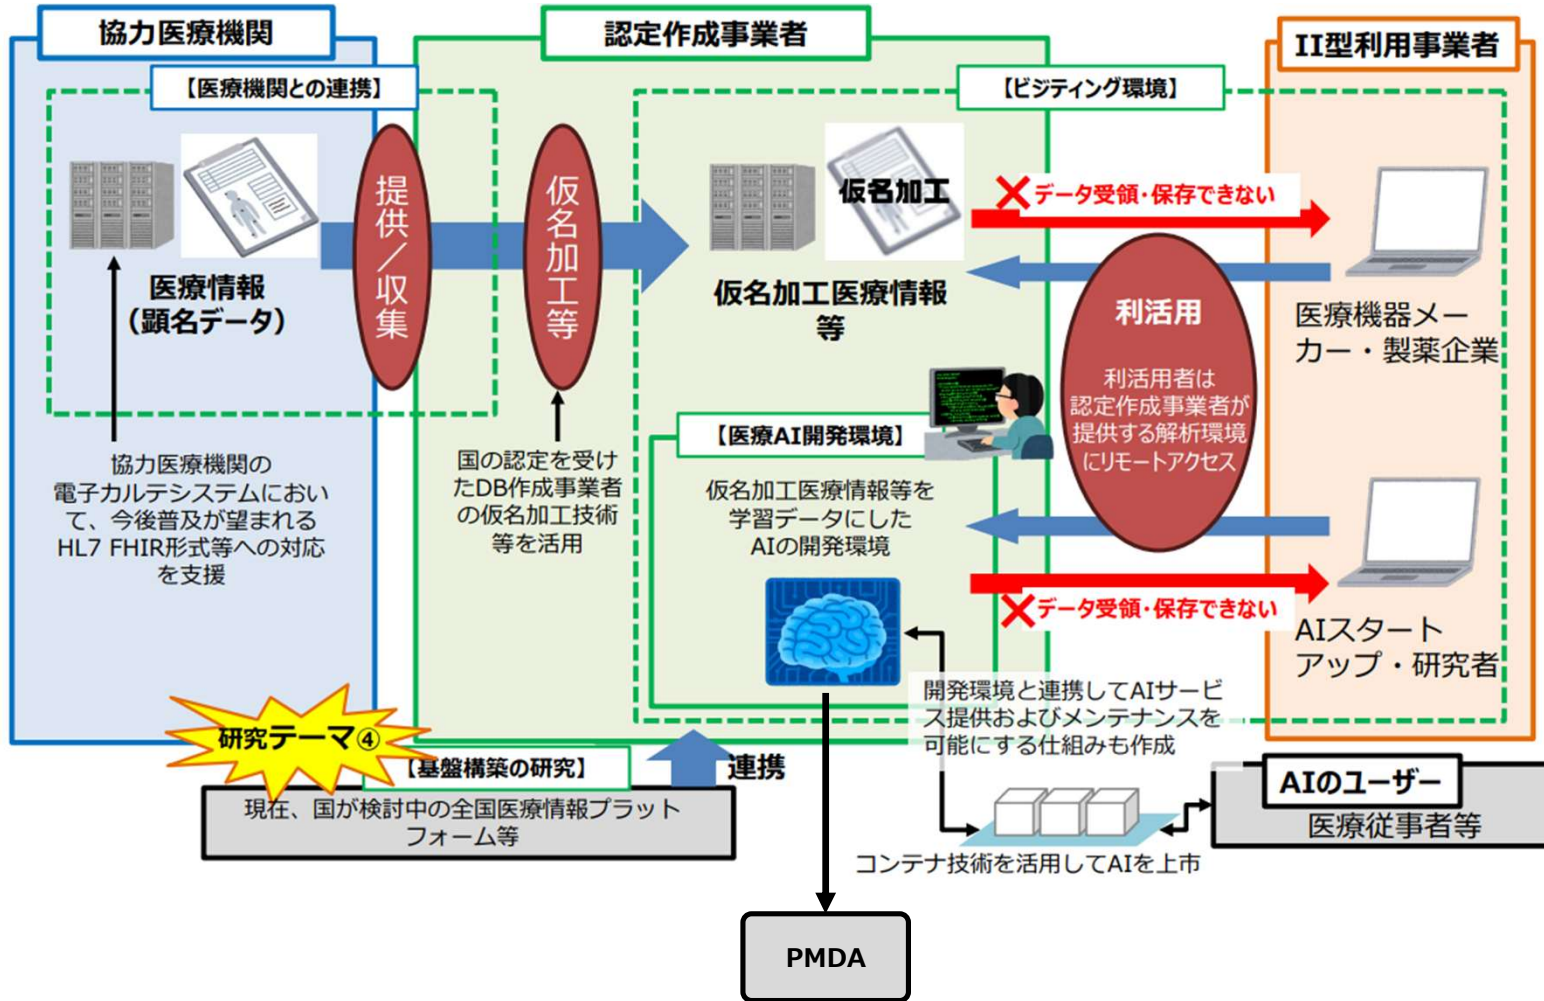 協力医療機関
認定作成事業者
II型利用事業者
【医療機関との連携】
【ビジティング環境】
提供／収集
仮名加工等
仮名加工
データ受領・保存できない
医療情報
（顕名データ）
仮名加工医療情報
等
利活用
利活用者は
認定作成事業者が
提供する解析環境
にリモートアクセス
医療機器メー
カー・製薬企業
協力医療機関の
電子カルテシステムにおい
て、今後普及が望まれる
HL7 FHIR形式等への対応
を支援
国の認定を受け
たDB作成事業者
の仮名加工技術
等を活用
【医療AI開発環境】
仮名加工医療情報等を
学習データにした
AIの開発環境
データ受領・保存できない
AIスタート
アップ・研究者
開発環境と連携してAIサービ
ス提供およびメンテナンスを
可能にする仕組みも作成
研究テーマ④
【基盤構築の研究】
連携
現在、国が検討中の全国医療情報プラット
フォーム等
AIのユーザー
医療従事者等
コンテナ技術を活用してAIを上市
PMDA